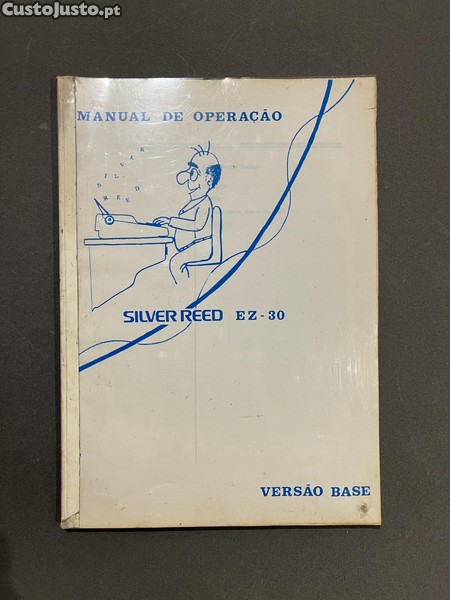 CustoJusto.pt
MANUAL DE OPERAÇÃO
SILVER REED EZ-30
VERSÃO BASE